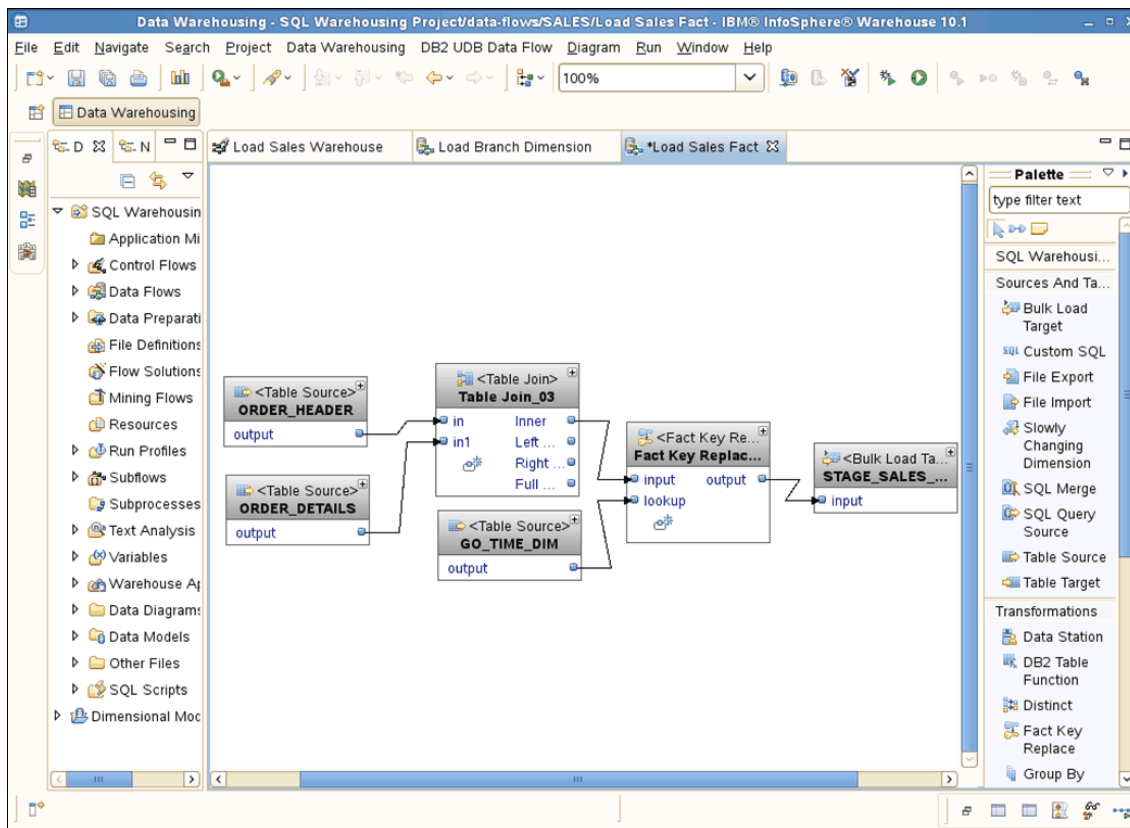 Data Warehousing - SQL Warehousing Project/data-flows/SALES/Load Sales Fact - IBM® InfoSphere® Warehouse 10.1
File Edit Navigate Search Project Data Warehousing DB2 UDB Data Flow Diagram Run Window Help
100%
Data Warehousing
D N
Load Sales Warehouse
Load Branch Dimension
*Load Sales Fact
SQL Warehousin
Application Mi
Control Flows
Data Flows
Data Preparati
File Definitions
Flow Solutions
Mining Flows
Resources
Run Profiles
Subflows
Subprocesses
Text Analysis
Variables
Warehouse Ap
Data Diagrams
Data Models
Other Files
SQL Scripts
Dimensional Moc
<Table Source>
ORDER_HEADER
output
<Table Source>
ORDER_DETAILS
output
<Table Join>
Table Join_03
in Inner
in1 Left ...
Right ...
Full ...
<Table Source>
GO_TIME_DIM
output
<Fact Key Re...
Fact Key Replac...
input output
lookup
<Bulk Load Ta...
STAGE_SALES_...
input
Palette
type filter text
SQL Warehousi...
Sources And Ta...
Bulk Load
Target
SQL Custom SQL
File Export
File Import
Slowly
Changing
Dimension
SQL Merge
SQL Query
Source
Table Source
Table Target
Transformations
Data Station
DB2 Table
Function
Distinct
Fact Key
Replace
Group By